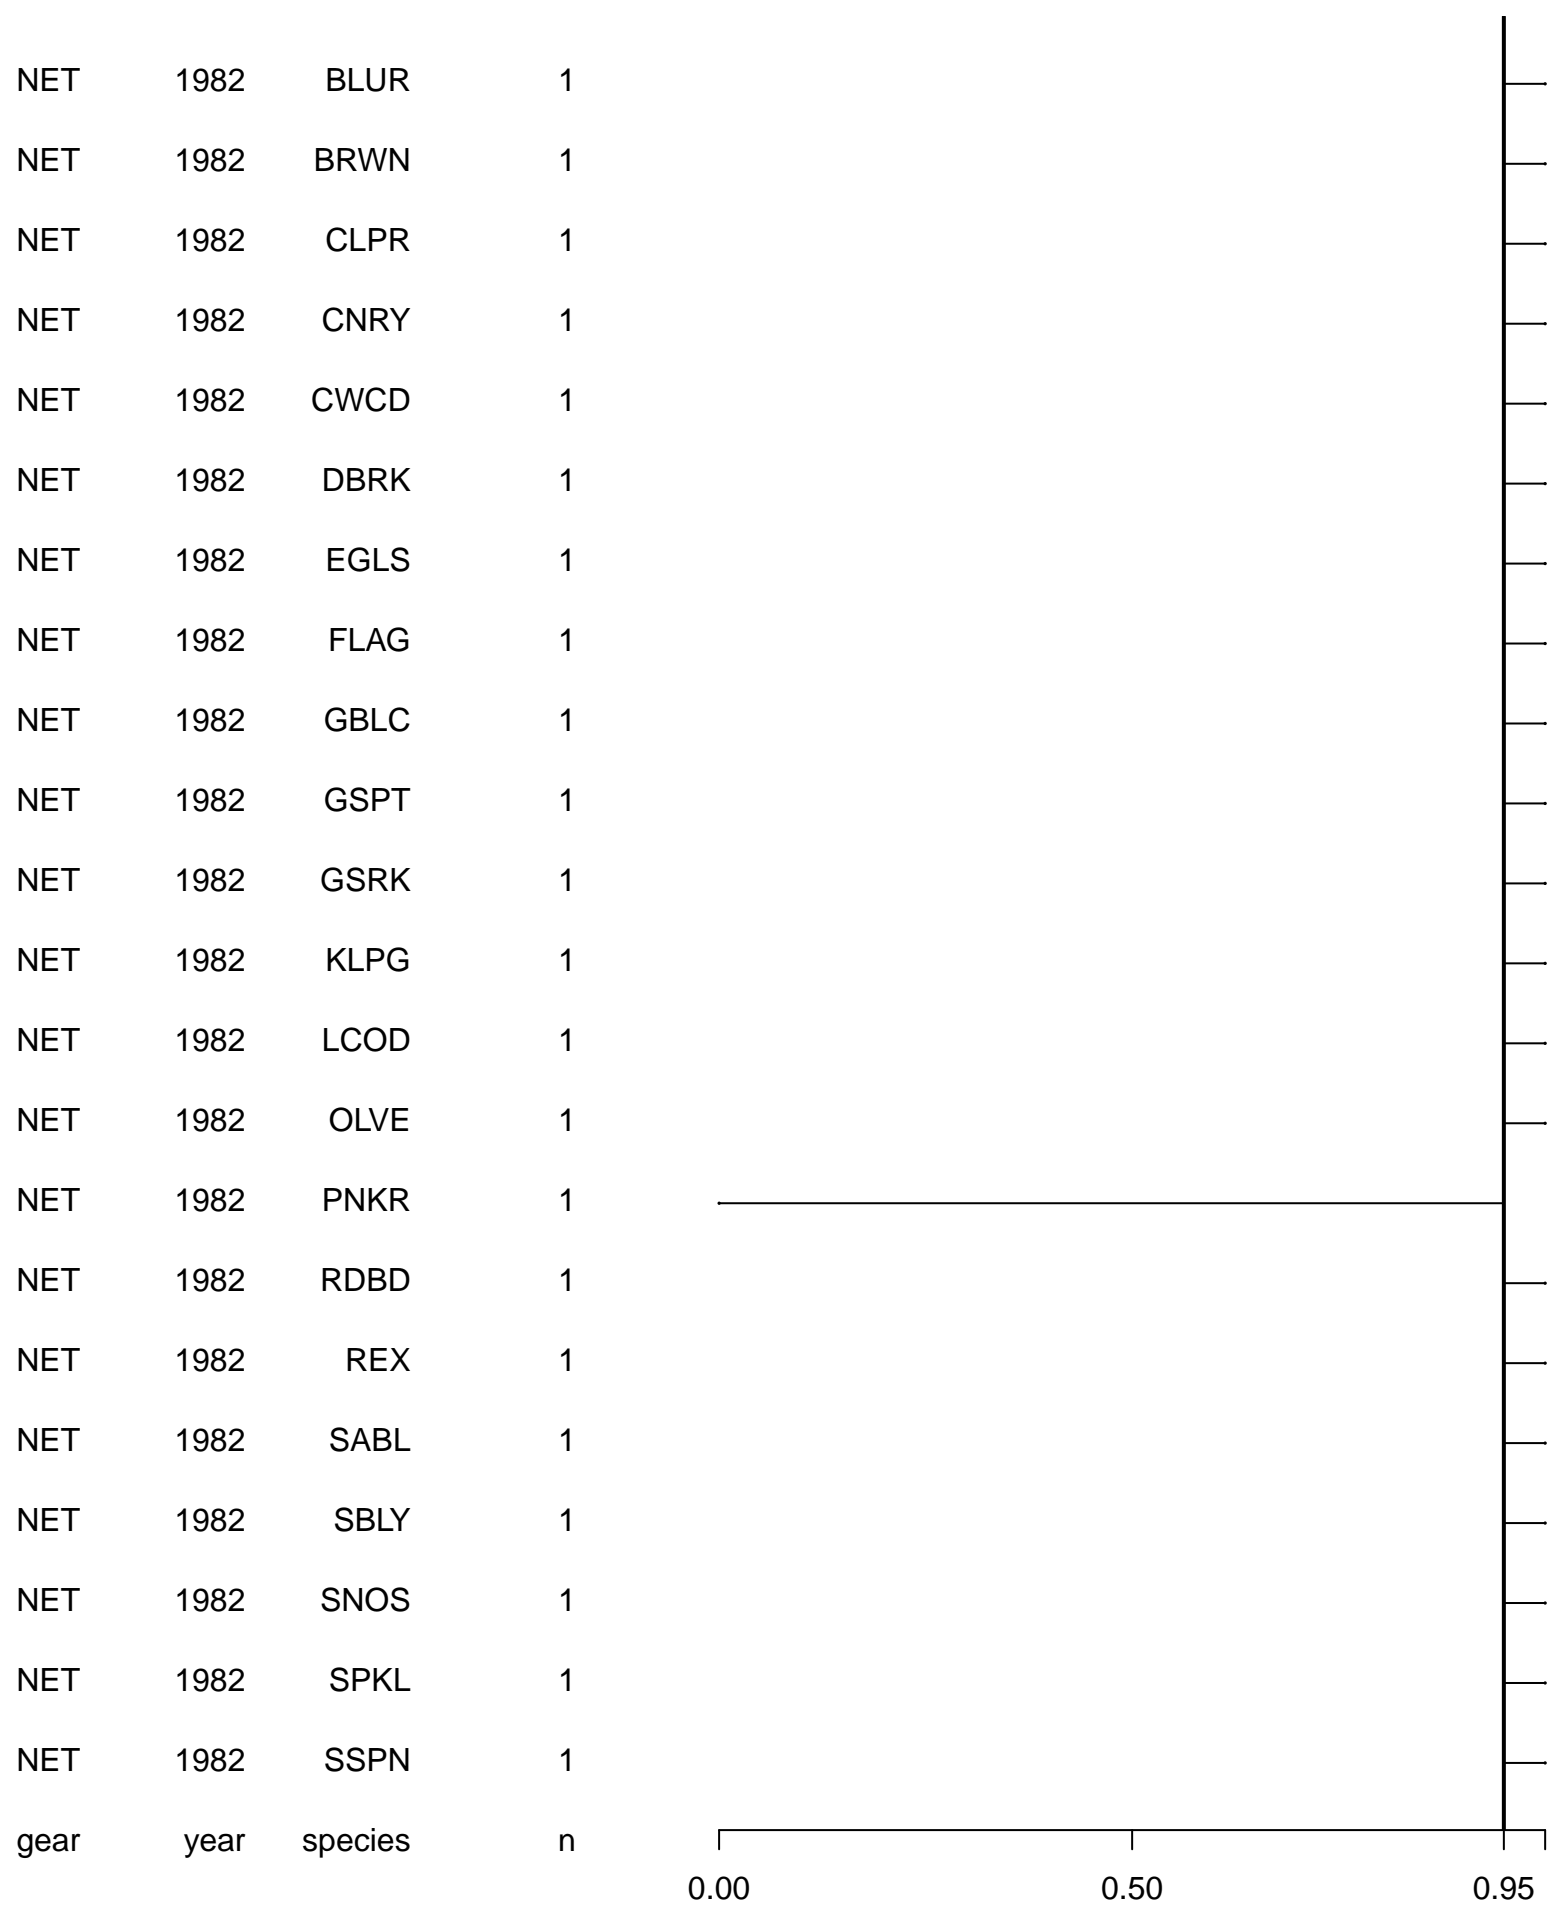 NET 1982 BLUR 1
NET 1982 BRWN 1
NET 1982 CLPR 1
NET 1982 CNRY 1
NET 1982 CWCD 1
NET 1982 DBRK 1
NET 1982 EGLS 1
NET 1982 FLAG 1
NET 1982 GBLC 1
NET 1982 GSPT 1
NET 1982 GSRK 1
NET 1982 KLPG 1
NET 1982 LCOD 1
NET 1982 OLVE 1
NET 1982 PNKR 1
NET 1982 RDBD 1
NET 1982 REX 1
NET 1982 SABL 1
NET 1982 SBLY 1
NET 1982 SNOS 1
NET 1982 SPKL 1
NET 1982 SSPN 1
gear year species n
0.00 0.50 0.95